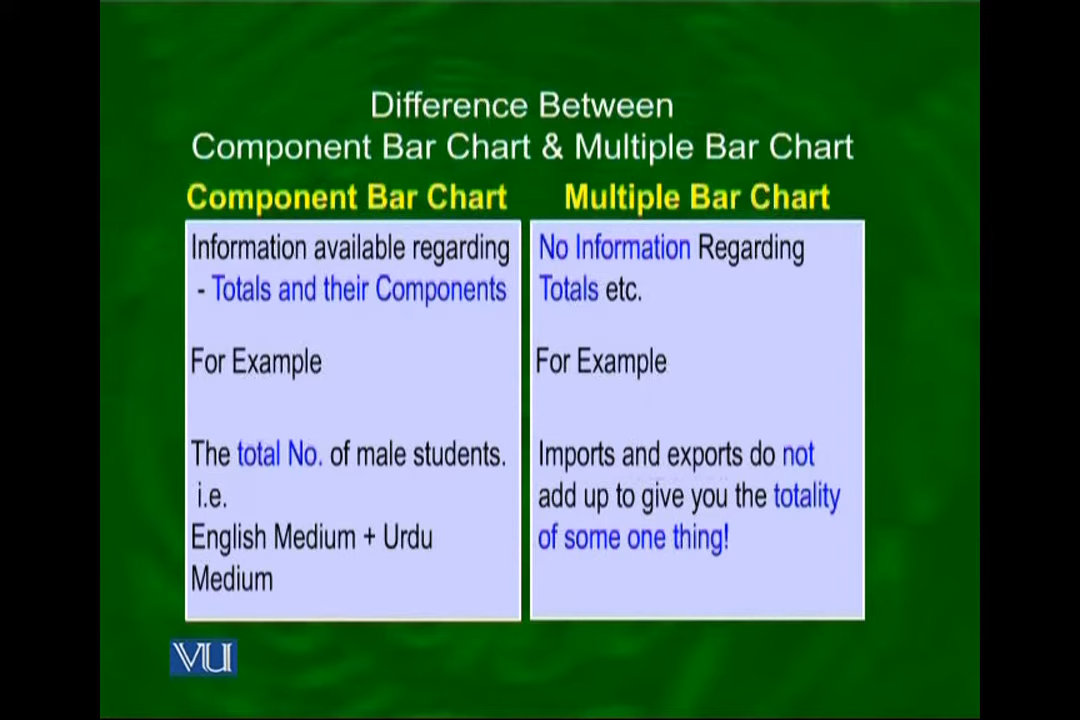 Difference Between
Component Bar Chart & Multiple Bar Chart
Component Bar Chart
Information available regarding
- Totals and their Components
For Example
The total No. of male students.
i.e.
English Medium + Urdu
Medium
Multiple Bar Chart
No Information Regarding
Totals etc.
For Example
Imports and exports do not
add up to give you the totality
of some one thing!
VU